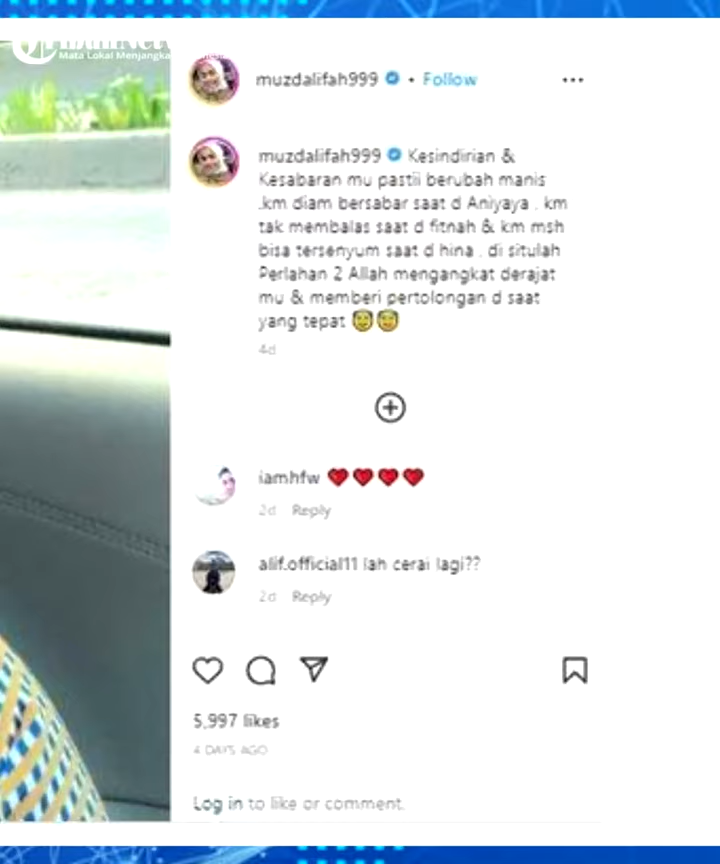 TribunNetwork
Mata Lokal Menjangkau
muzdalifah999 • Follow •••
muzdalifah999 Kesindirian &
Kesabaran mu pastii berubah manis
.km diam bersabar saat d Aniyaya . km
tak membalas saat d fitnah & km msh
bisa tersenyum saat d hina . di situlah
Perlahan 2 Allah mengangkat derajat
mu & memberi pertolongan d saat
yang tepat 😇😇
4d
iamhfw ❤️❤️❤️❤️
2d Reply
alif.official11 lah cerai lagi??
2d Reply
5,997 likes
4 DAYS AGO
Log in to like or comment.